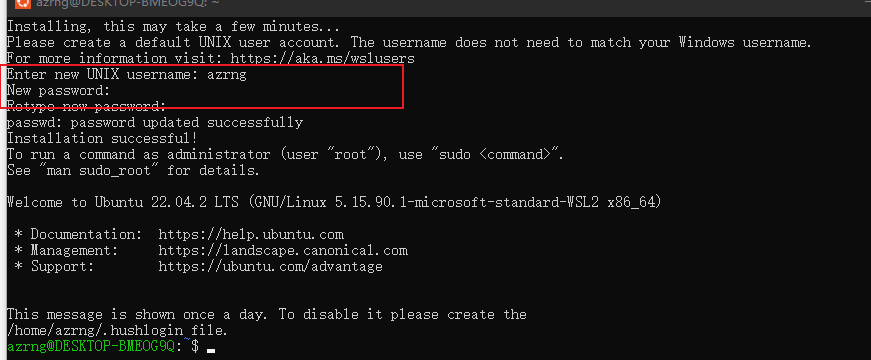 azrng@DESKTOP-BMEOG9Q: ~
Installing, this may take a few minutes...
Please create a default UNIX user account. The username does not need to match your Windows username.
For more information visit: https://aka.ms/wslusers
Enter new UNIX username: azrng
New password:
Retype new password:
passwd: password updated successfully
Installation successful!
To run a command as administrator (user "root"), use "sudo <command>".
See "man sudo_root" for details.
Welcome to Ubuntu 22.04.2 LTS (GNU/Linux 5.15.90.1-microsoft-standard-WSL2 x86_64)
* Documentation:  https://help.ubuntu.com
* Management:     https://landscape.canonical.com
* Support:        https://ubuntu.com/advantage
This message is shown once a day. To disable it please create the
/home/azrng/.hushlogin file.
azrng@DESKTOP-BMEOG9Q:~$ _